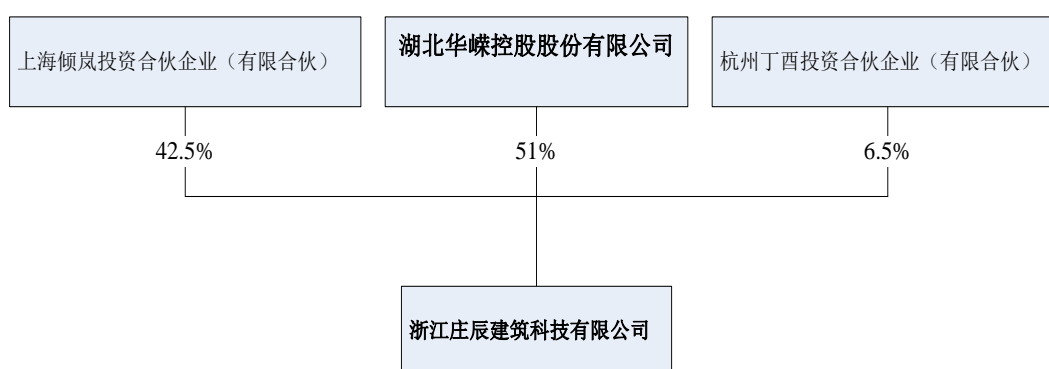 上海倾岚投资合伙企业（有限合伙）
湖北华嵘控股股份有限公司
杭州丁酉投资合伙企业（有限合伙）
42.5%
51%
6.5%
浙江庄辰建筑科技有限公司